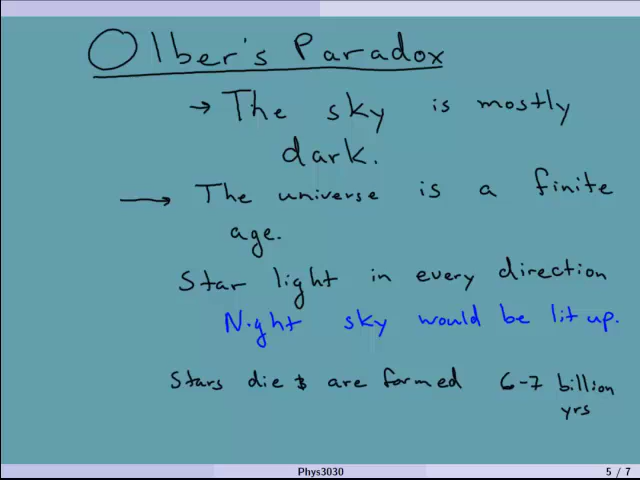 Olber's Paradox
→ The sky is mostly
dark.
→ The universe is a finite
age.
Star light in every direction
Night sky would be lit up.
Stars die & are formed 6-7 billion
yrs
Phys3030
5 / 7